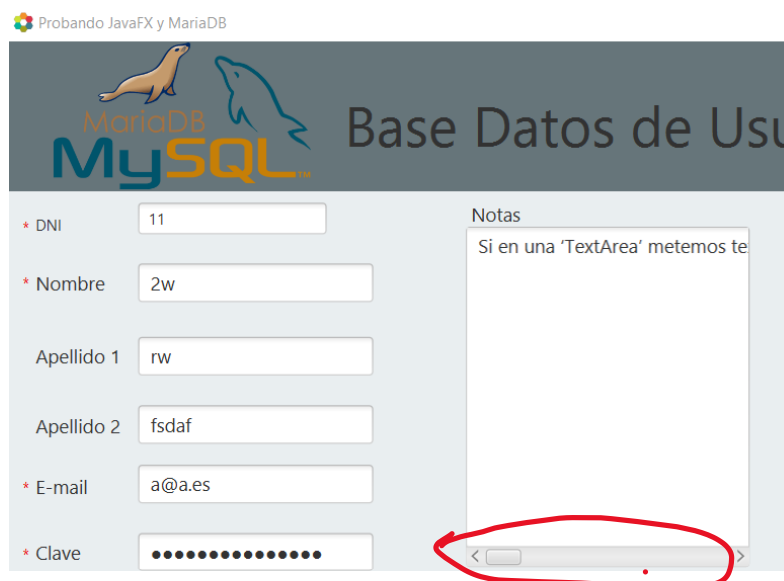 Probando JavaFX y MariaDB
MariaDB
MySQL™
Base Datos de Usu
* DNI
11
* Nombre
2w
Apellido 1
rw
Apellido 2
fsdaf
* E-mail
a@a.es
* Clave
●●●●●●●●●●●●●●●
Notas
Si en una ‘TextArea’ metemos te